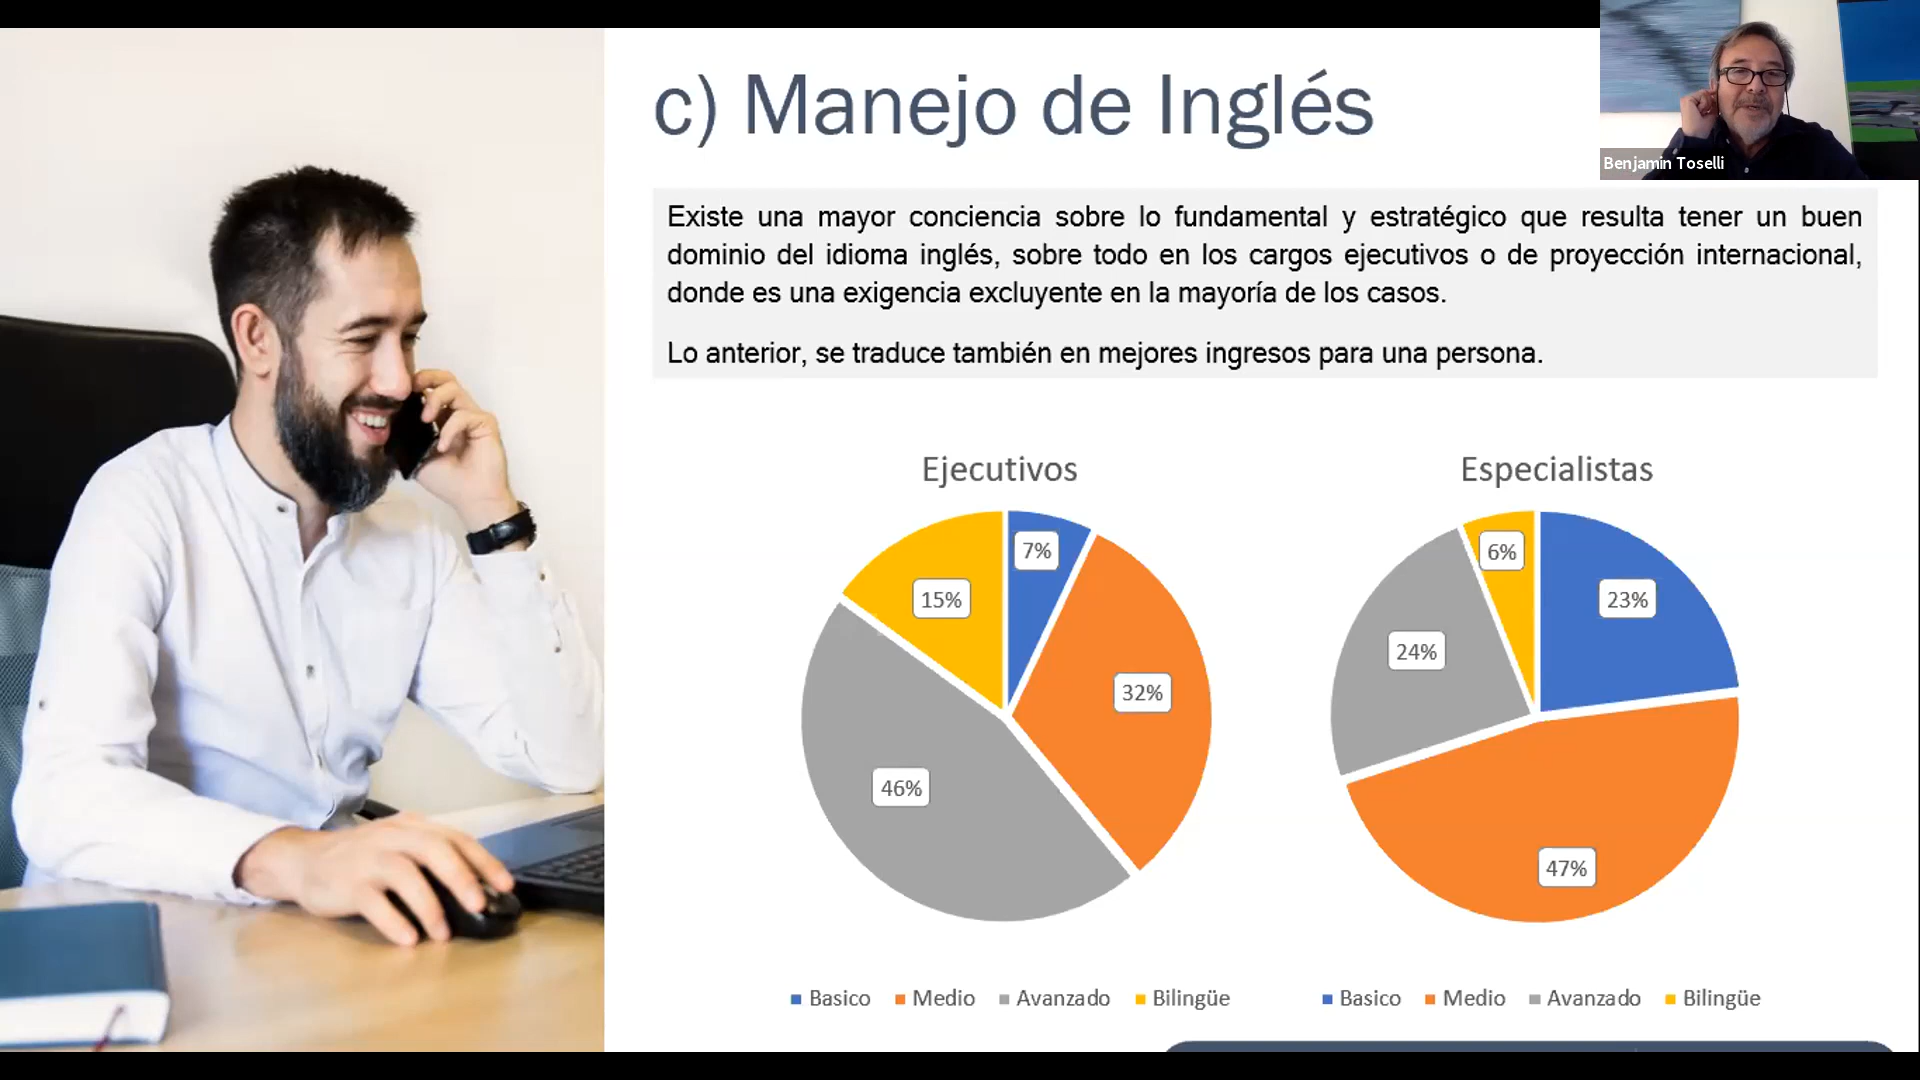 c) Manejo de Inglés
Benjamin Toselli
Existe una mayor conciencia sobre lo fundamental y estratégico que resulta tener un buen
dominio del idioma inglés, sobre todo en los cargos ejecutivos o de proyección internacional,
donde es una exigencia excluyente en la mayoría de los casos.
Lo anterior, se traduce también en mejores ingresos para una persona.
Ejecutivos
7%
15%
32%
46%
Basico Medio Avanzado Bilingüe
Especialistas
6%
23%
24%
47%
Basico Medio Avanzado Bilingüe